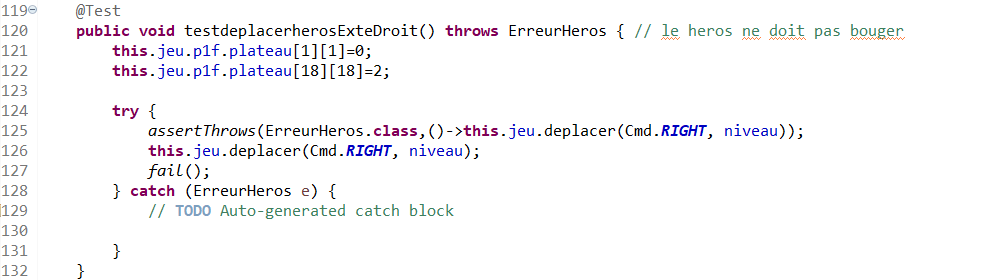 119 @Test
120 public void testdeplacerherosExteDroit() throws ErreurHeros { // le heros ne doit pas bouger
121 this.jeu.p1f.plateau[1][1]=0;
122 this.jeu.p1f.plateau[18][18]=2;
123
124 try {
125 assertThrows(ErreurHeros.class,()->this.jeu.deplacer(Cmd.RIGHT, niveau));
126 this.jeu.deplacer(Cmd.RIGHT, niveau);
127 fail();
128 } catch (ErreurHeros e) {
129 // TODO Auto-generated catch block
130
131 }
132 }